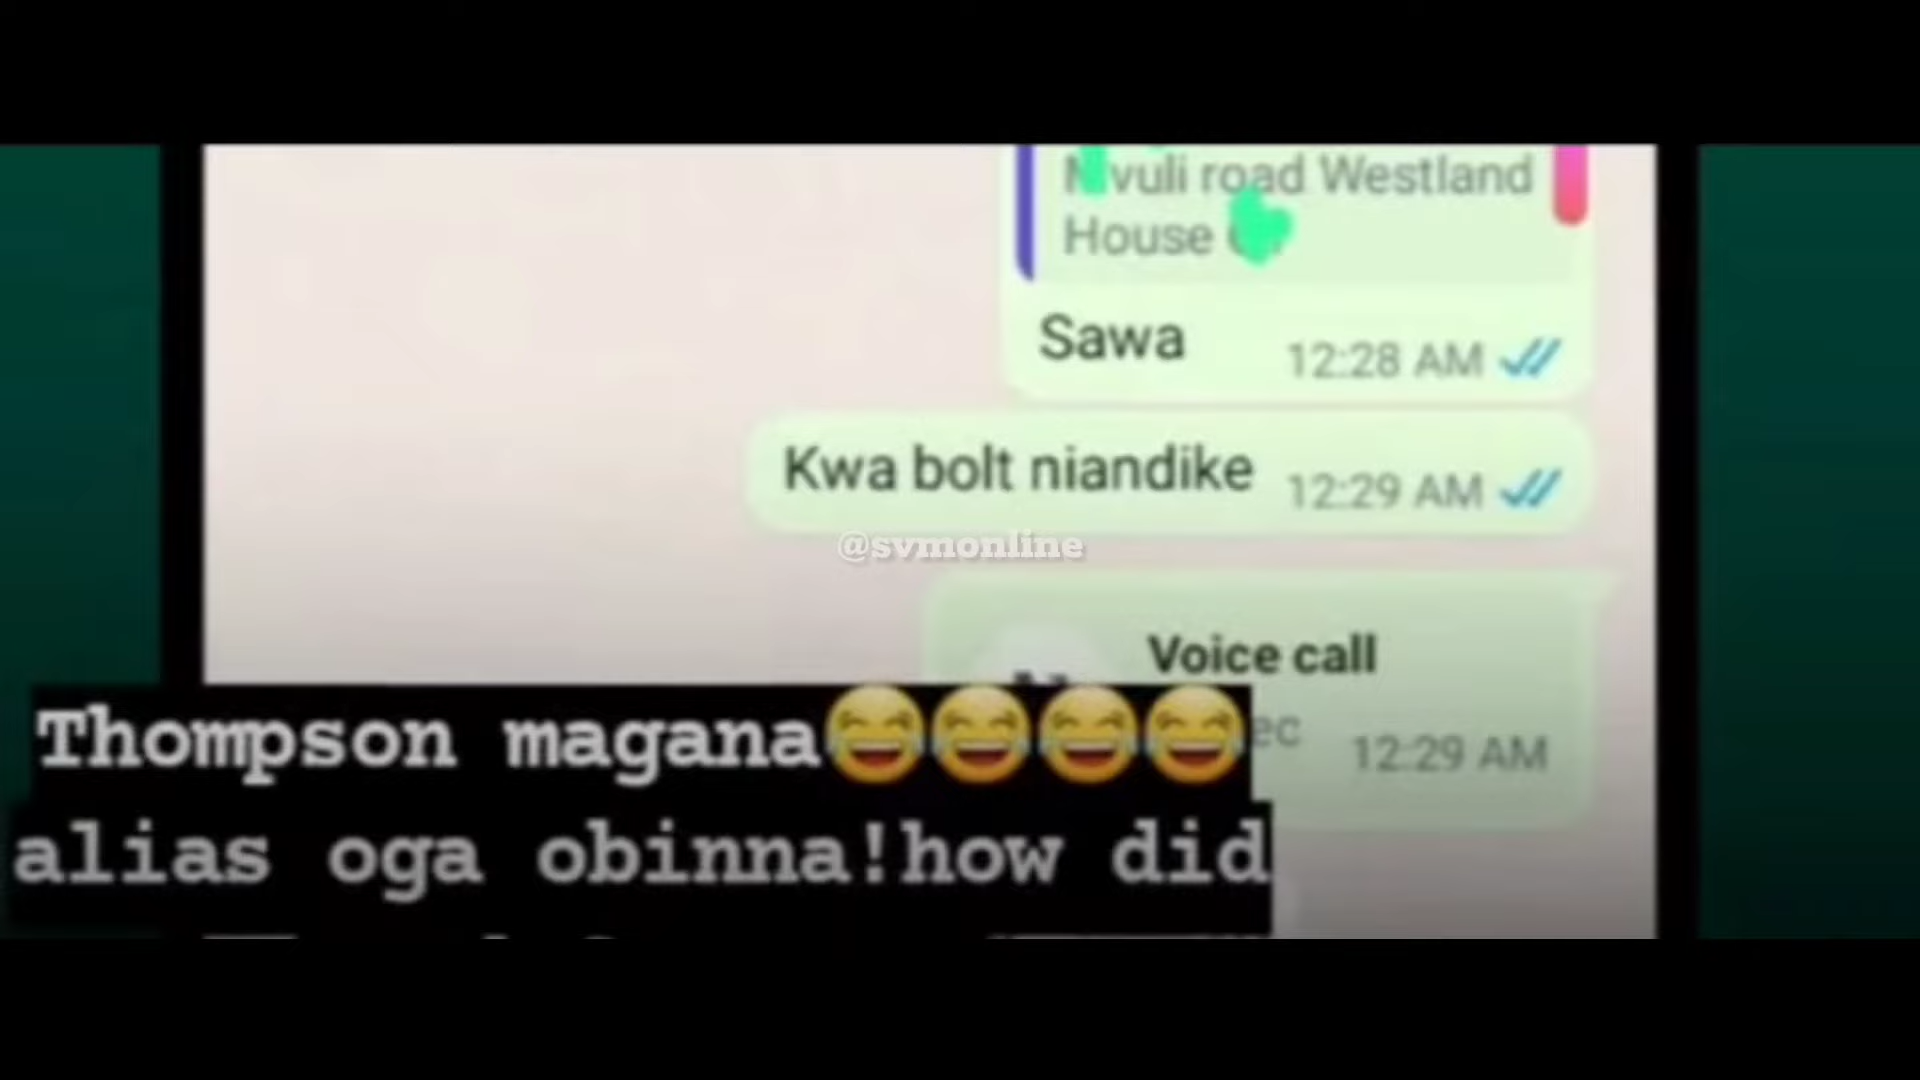 Mvuli road Westland
House
Sawa
12:28 AM
Kwa bolt niandike
12:29 AM
@svmonline
Voice call
12:29 AM
Thompson magana😂😂😂😂
alias oga obinna!how did